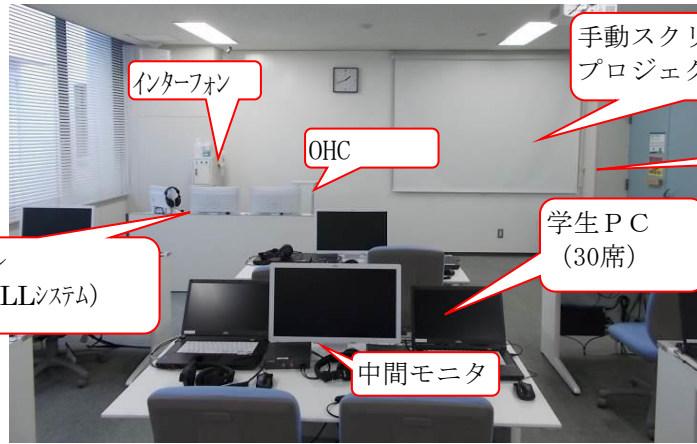 手動スクリ
プロジェク
インターフォン
OHC
学生ＰＣ
（30席）
LLシステム）
中間モニタ